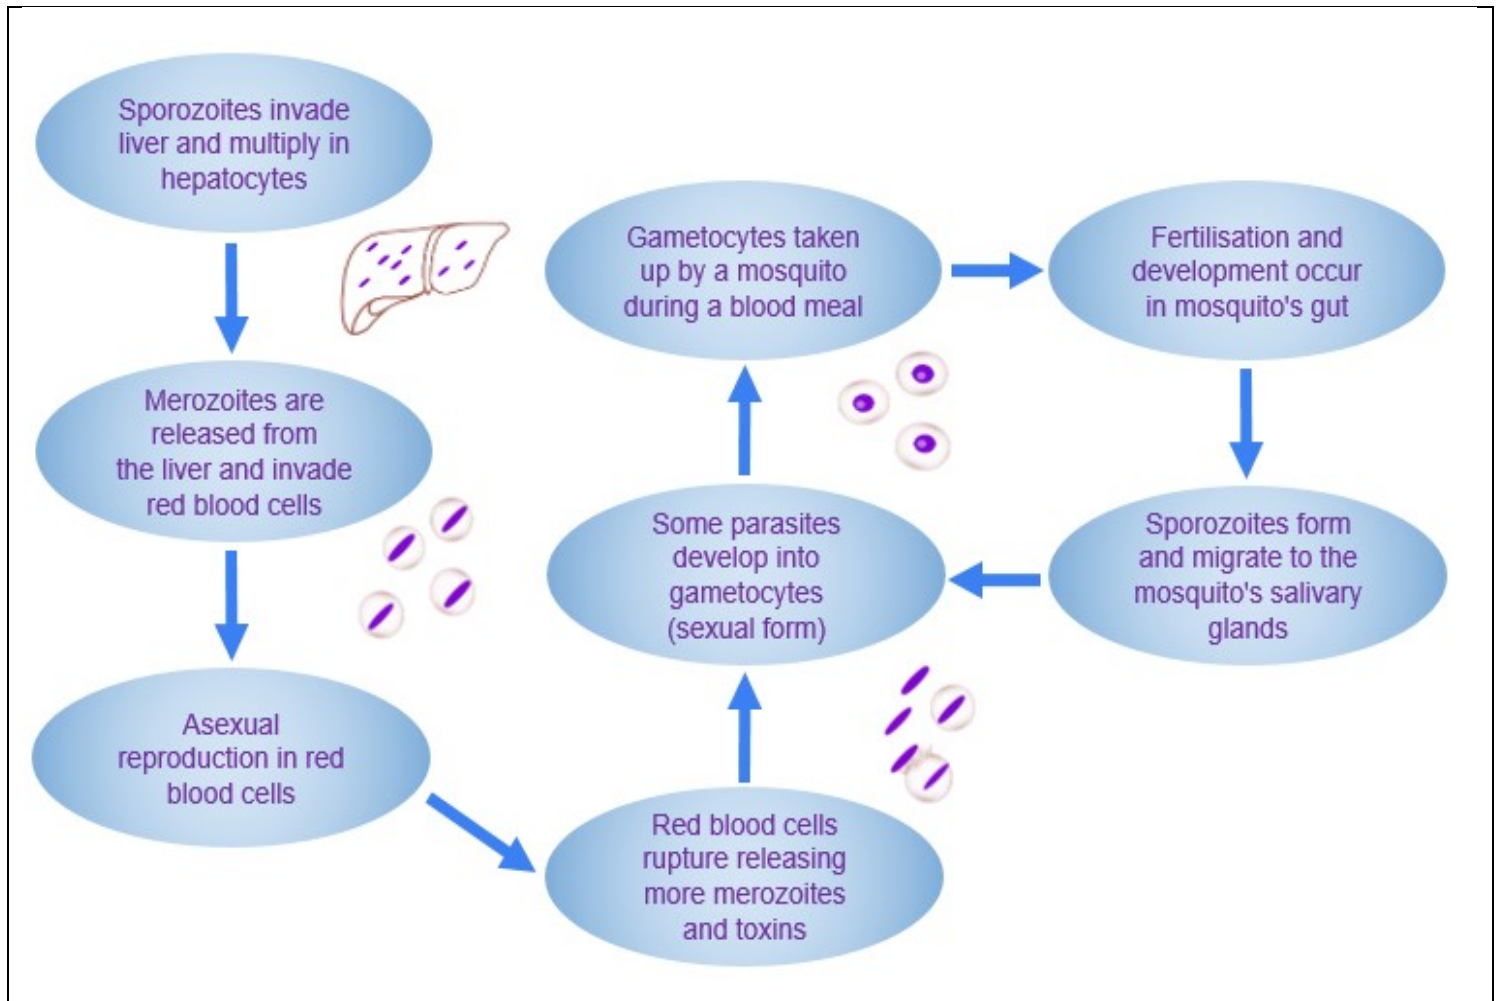 Sporozoites invade
liver and multiply in
hepatocytes
Merozoites are
released from
the liver and invade
red blood cells
Asexual
reproduction in red
blood cells
Red blood cells
rupture releasing
more merozoites
and toxins
Some parasites
develop into
gametocytes
(sexual form)
Gametocytes taken
up by a mosquito
during a blood meal
Fertilisation and
development occur
in mosquito's gut
Sporozoites form
and migrate to the
mosquito's salivary
glands